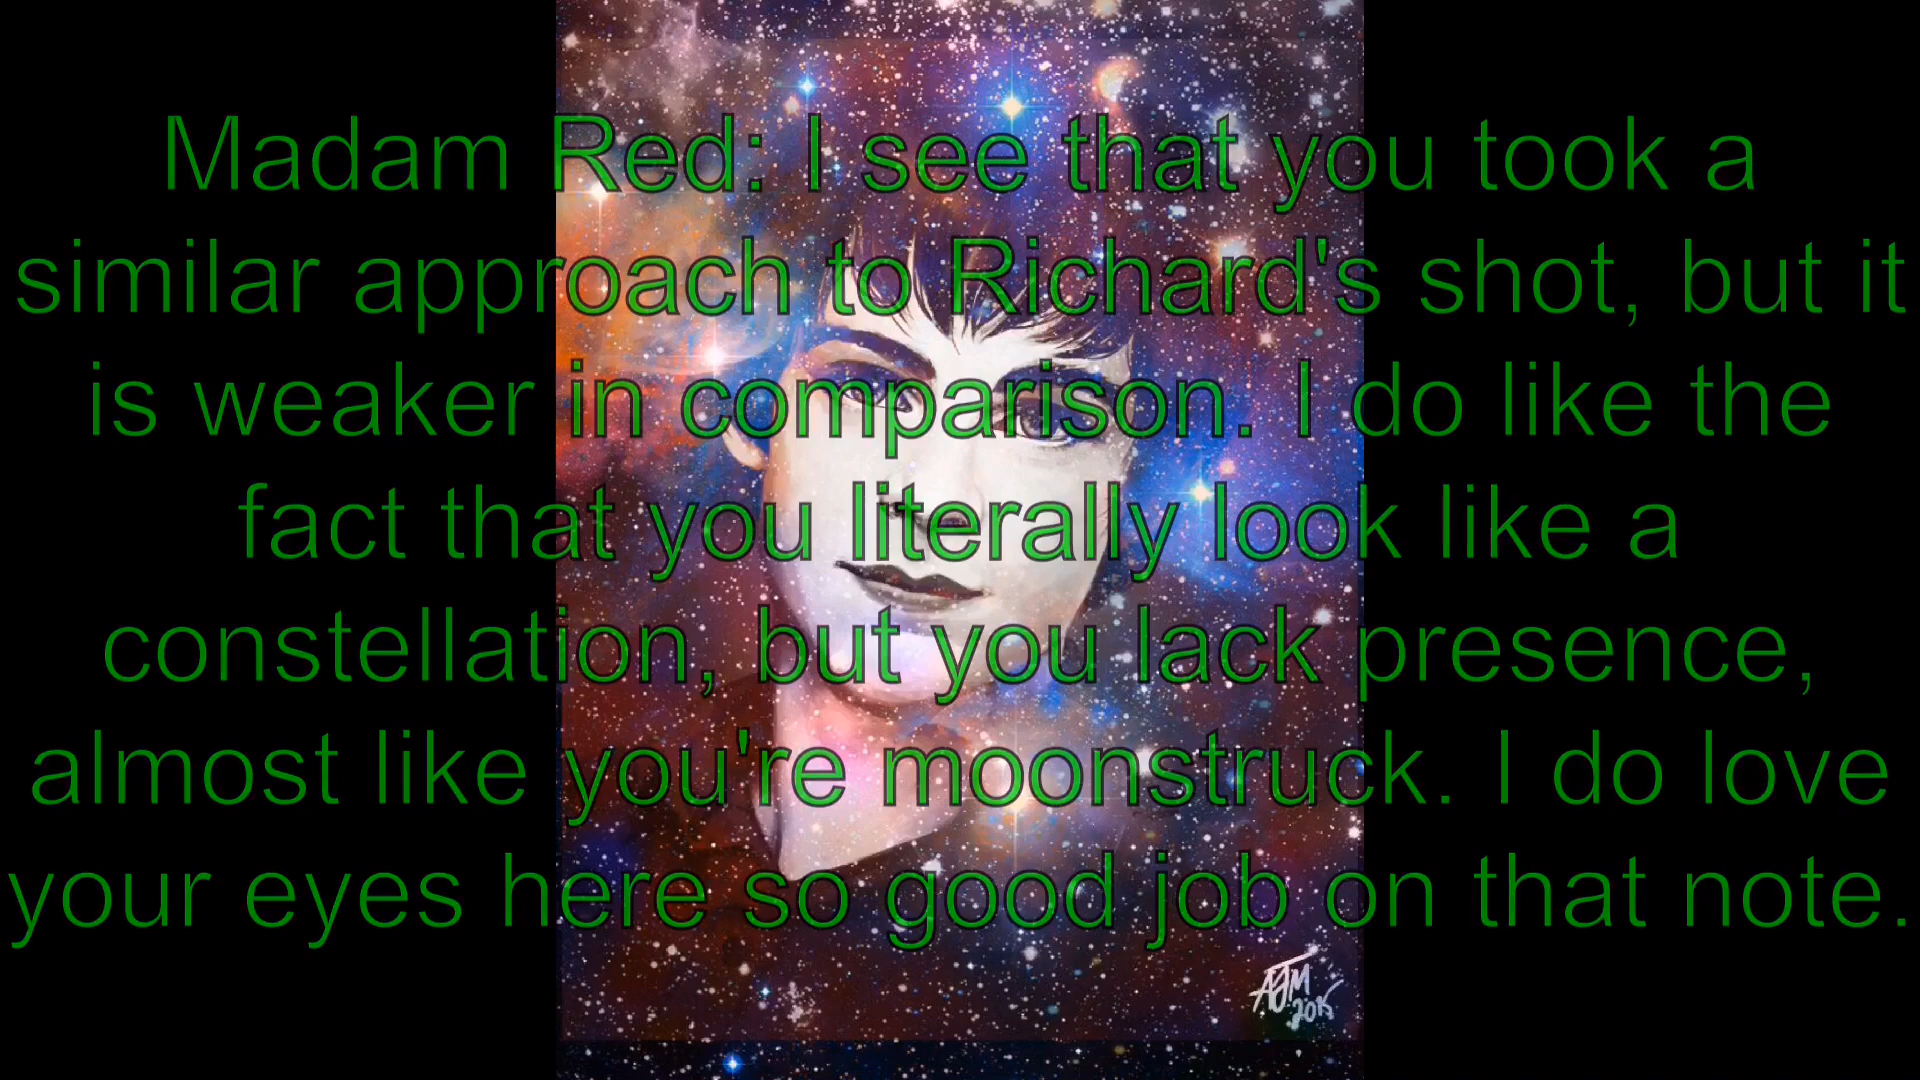 Madam Red: I see that you took a
similar approach to Richard's shot, but it
is weaker in comparison. I do like the
fact that you literally look like a
constellation, but you lack presence,
almost like you're moonstruck. I do love
your eyes here so good job on that note.
AJM